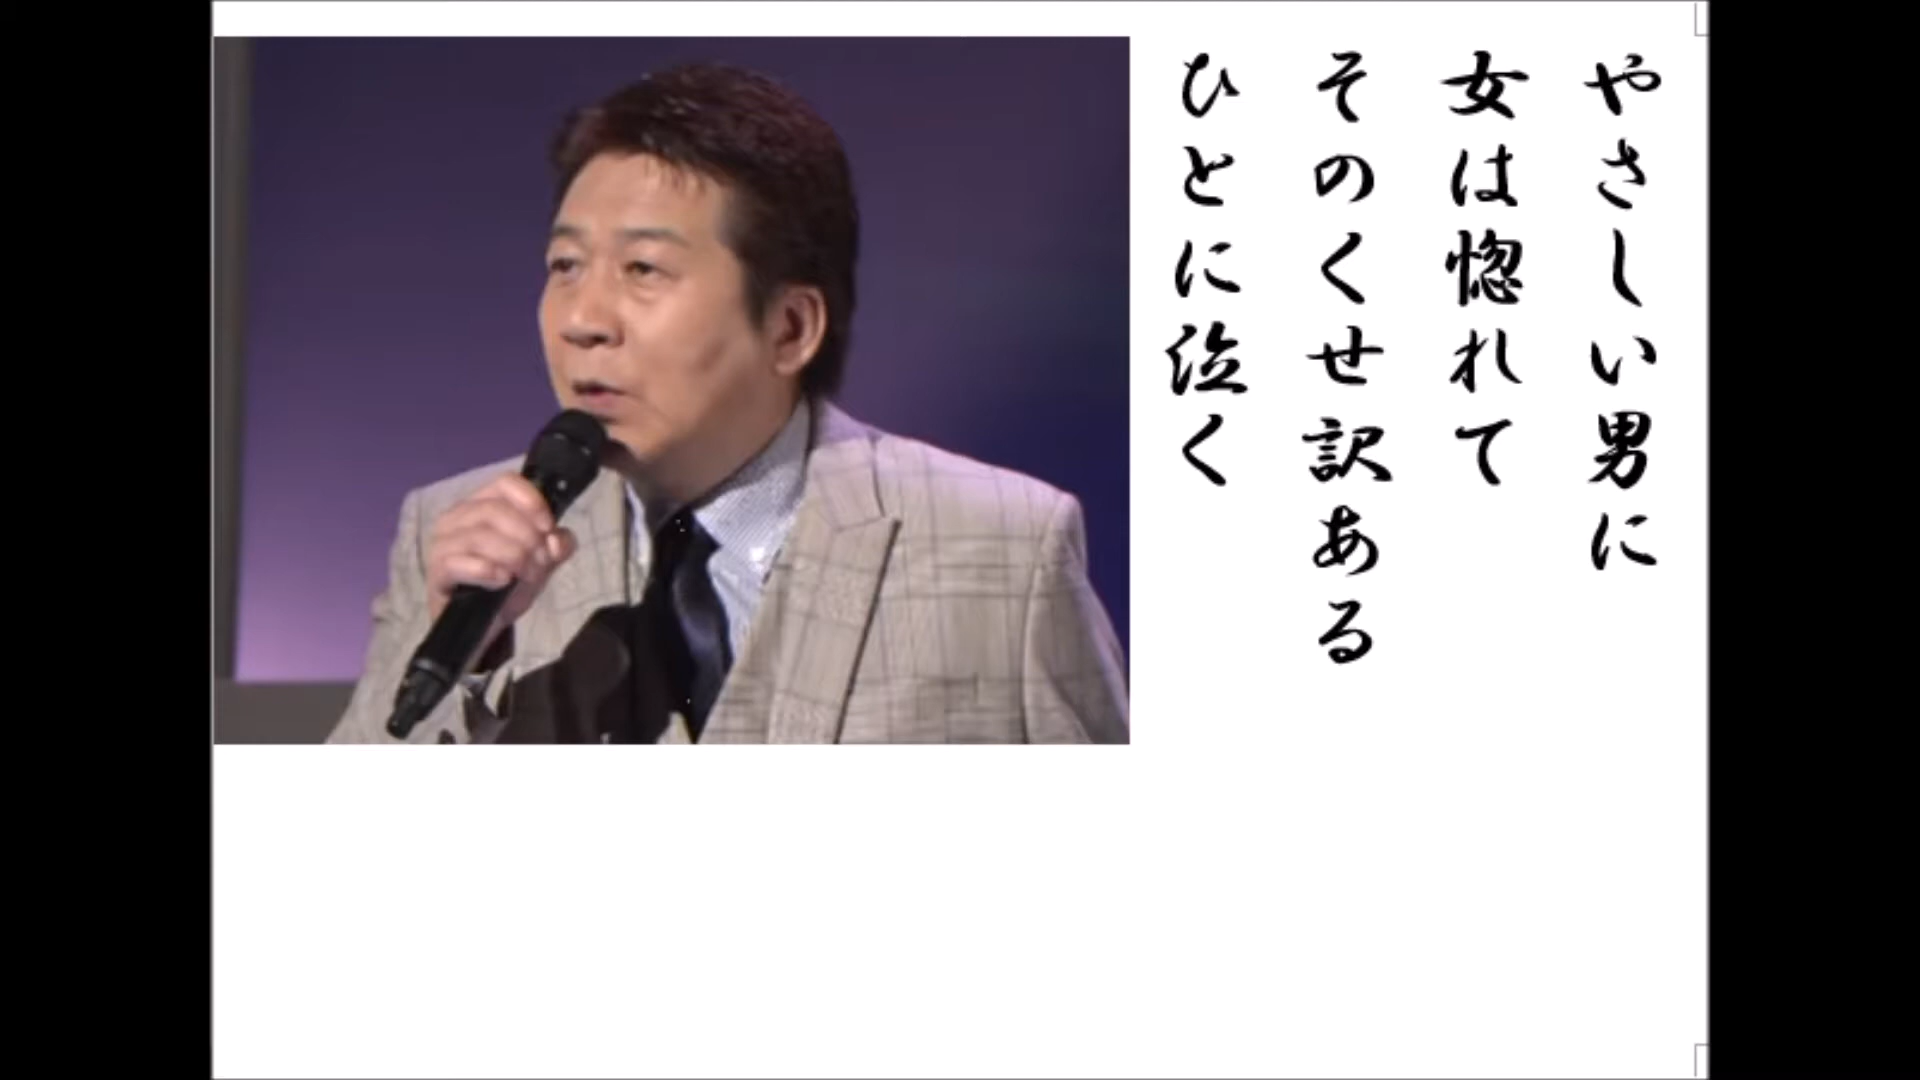 やさしい男に
女は惚れて
そのくせ訳ある
ひとに泣く